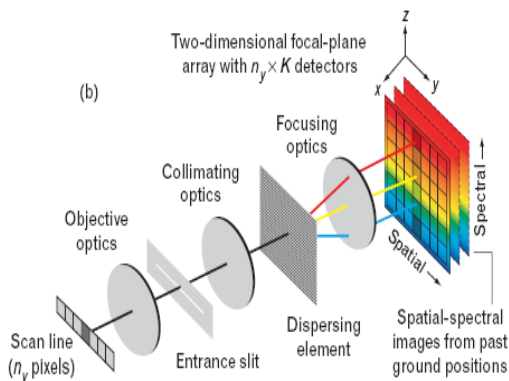 Two-dimensional focal-plane
array with n_y × K detectors
(b)
z
x
y
Focusing
optics
Collimating
optics
Objective
optics
Spectral
Spatial
Scan line
(n_y pixels)
Entrance slit
Dispersing
element
Spatial-spectral
images from past
ground positions